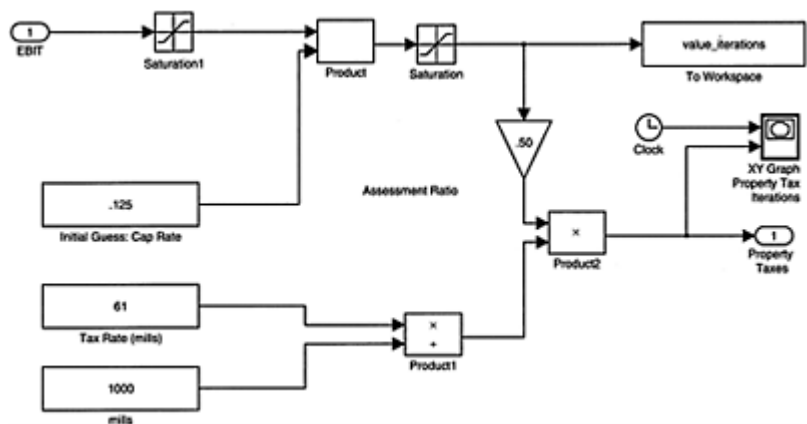 1
EBIT
Saturation1
Product
Saturation
value_iterations
To Workspace
.50
Clock
XY Graph
Property Tax
Iterations
.125
Initial Guess: Cap Rate
Assessment Ratio
×
Product2
1
Property
Taxes
61
Tax Rate (mills)
×
÷
Product1
1000
mills